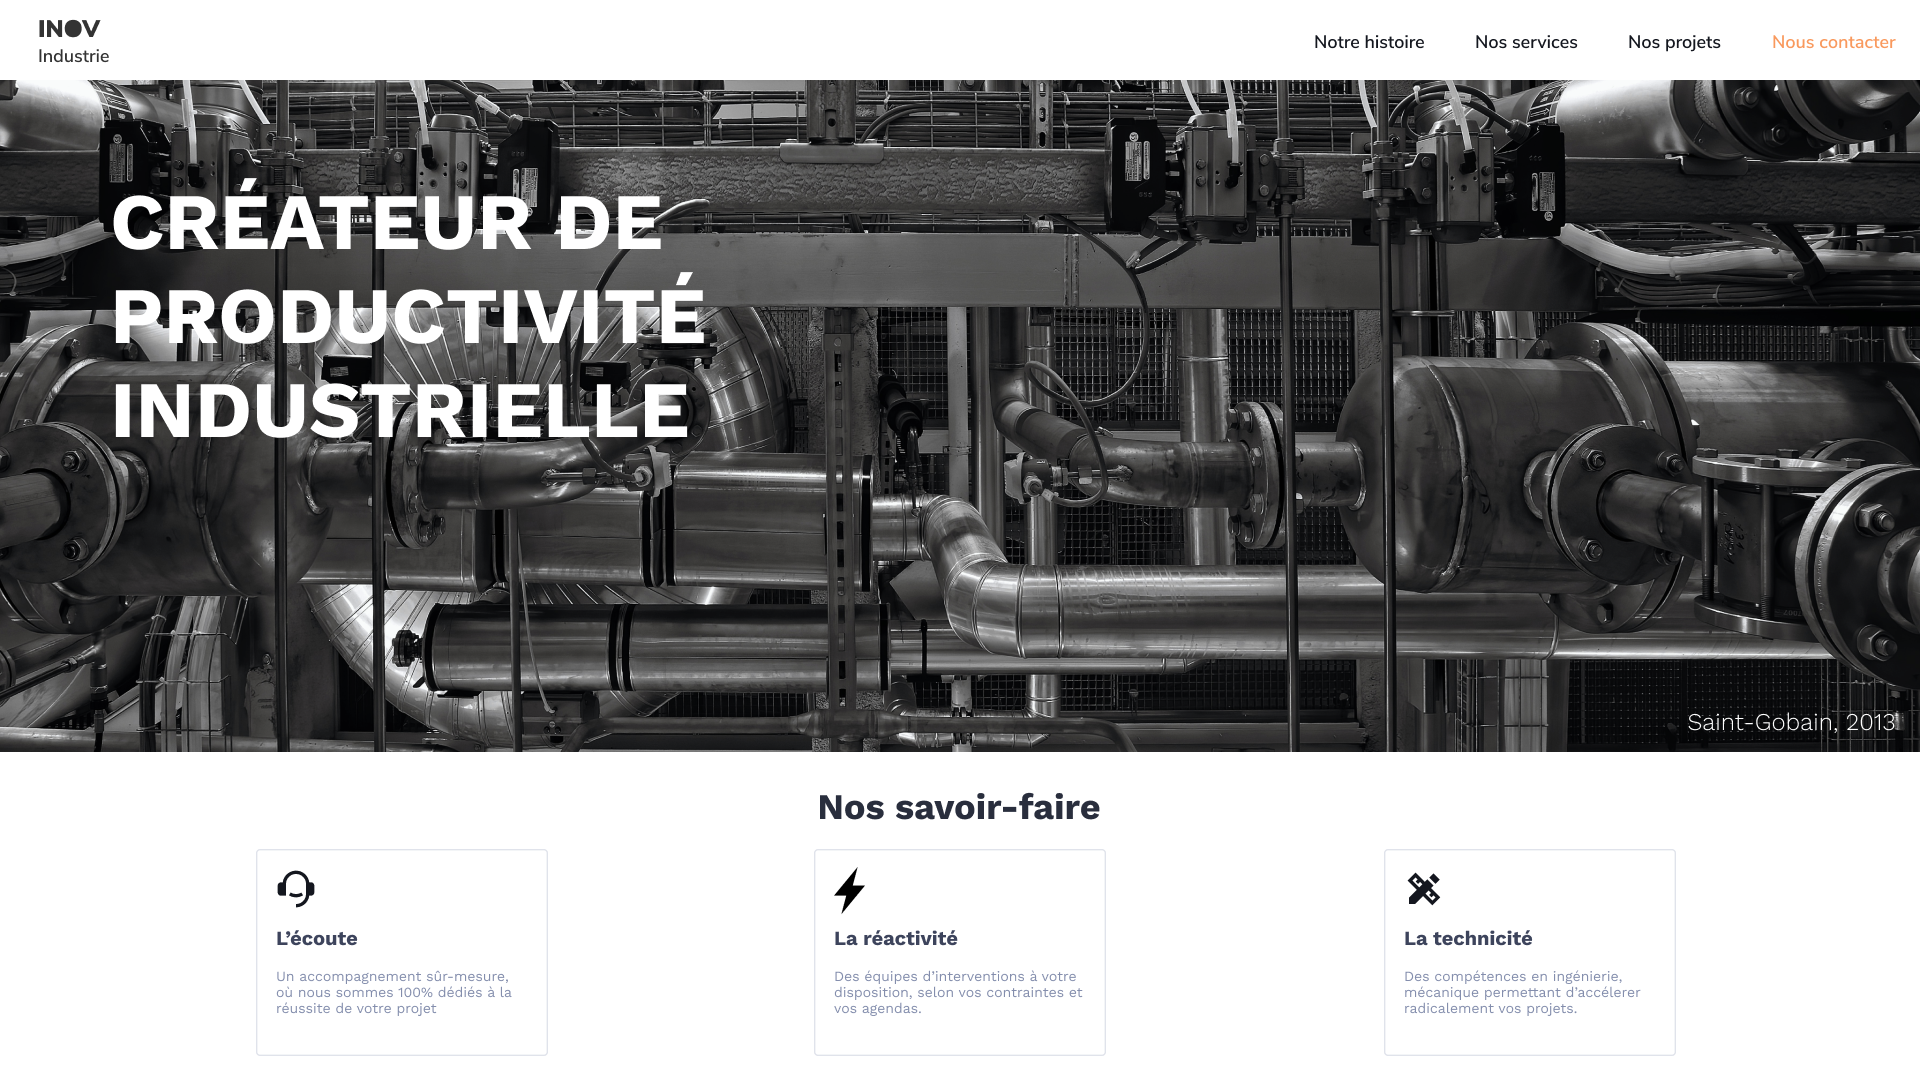 INOV
Industrie
Notre histoire
Nos services
Nos projets
Nous contacter
CRÉATEUR DE
PRODUCTIVITÉ
INDUSTRIELLE
Saint-Gobain, 2013
Nos savoir-faire
L’écoute
Un accompagnement sûr-mesure,
où nous sommes 100% dédiés à la
réussite de votre projet
La réactivité
Des équipes d’interventions à votre
disposition, selon vos contraintes et
vos agendas.
La technicité
Des compétences en ingénierie,
mécanique permettant d’accélerer
radicalement vos projets.